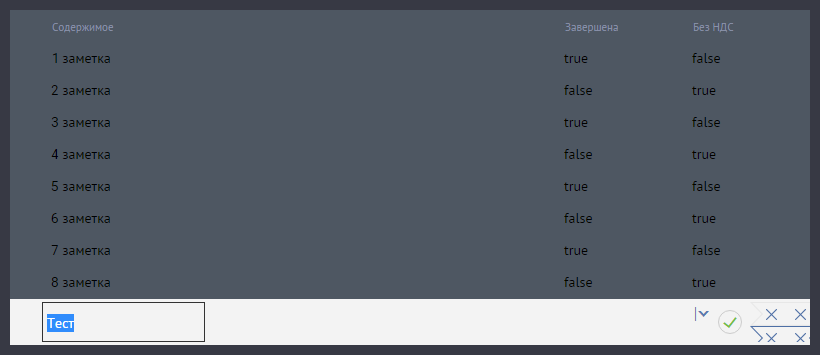 Содержимое Завершена Без НДС
1 заметка true false
2 заметка false true
3 заметка true false
4 заметка false true
5 заметка true false
6 заметка false true
7 заметка true false
8 заметка false true
Тест